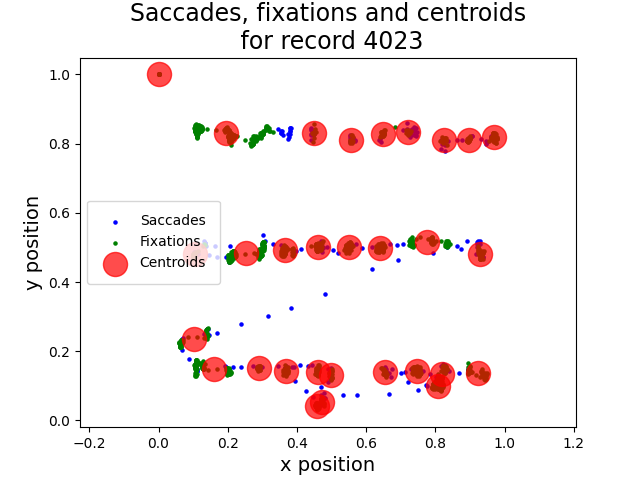 Saccades, fixations and centroids
for record 4023
y position
1.0
0.8
0.6
0.4
0.2
0.0
Saccades
Fixations
Centroids
−0.2 0.0 0.2 0.4 0.6 0.8 1.0 1.2
x position